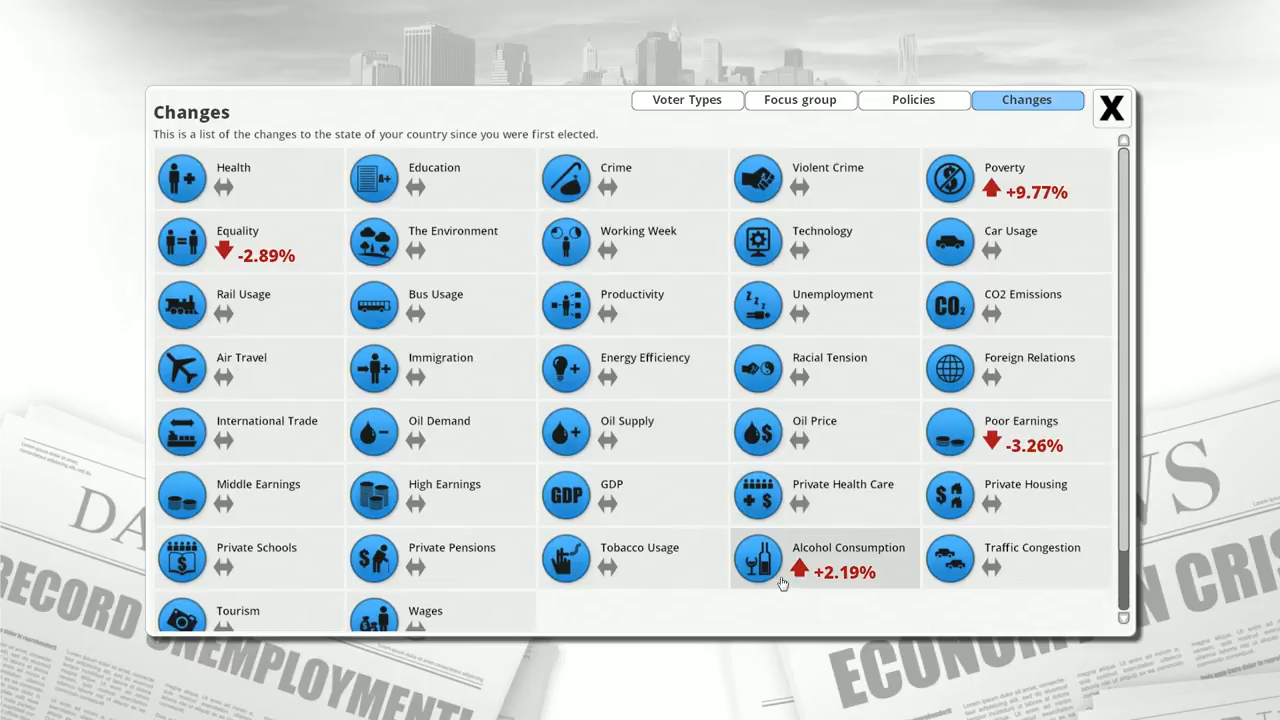 Changes
Voter Types
Focus group
Policies
Changes
X
This is a list of the changes to the state of your country since you were first elected.
Health
Education
A+
Crime
Violent Crime
Poverty
+9.77%
Equality
-2.89%
The Environment
Working Week
Technology
Car Usage
Rail Usage
Bus Usage
Productivity
Unemployment
CO2 Emissions
CO2
Air Travel
Immigration
Energy Efficiency
Racial Tension
Foreign Relations
International Trade
Oil Demand
Oil Supply
Oil Price
Poor Earnings
-3.26%
Middle Earnings
High Earnings
GDP
GDP
Private Health Care
Private Housing
Private Schools
Private Pensions
Tobacco Usage
Alcohol Consumption
+2.19%
Traffic Congestion
Tourism
Wages
RECORD
UNEMPLOYMENT!